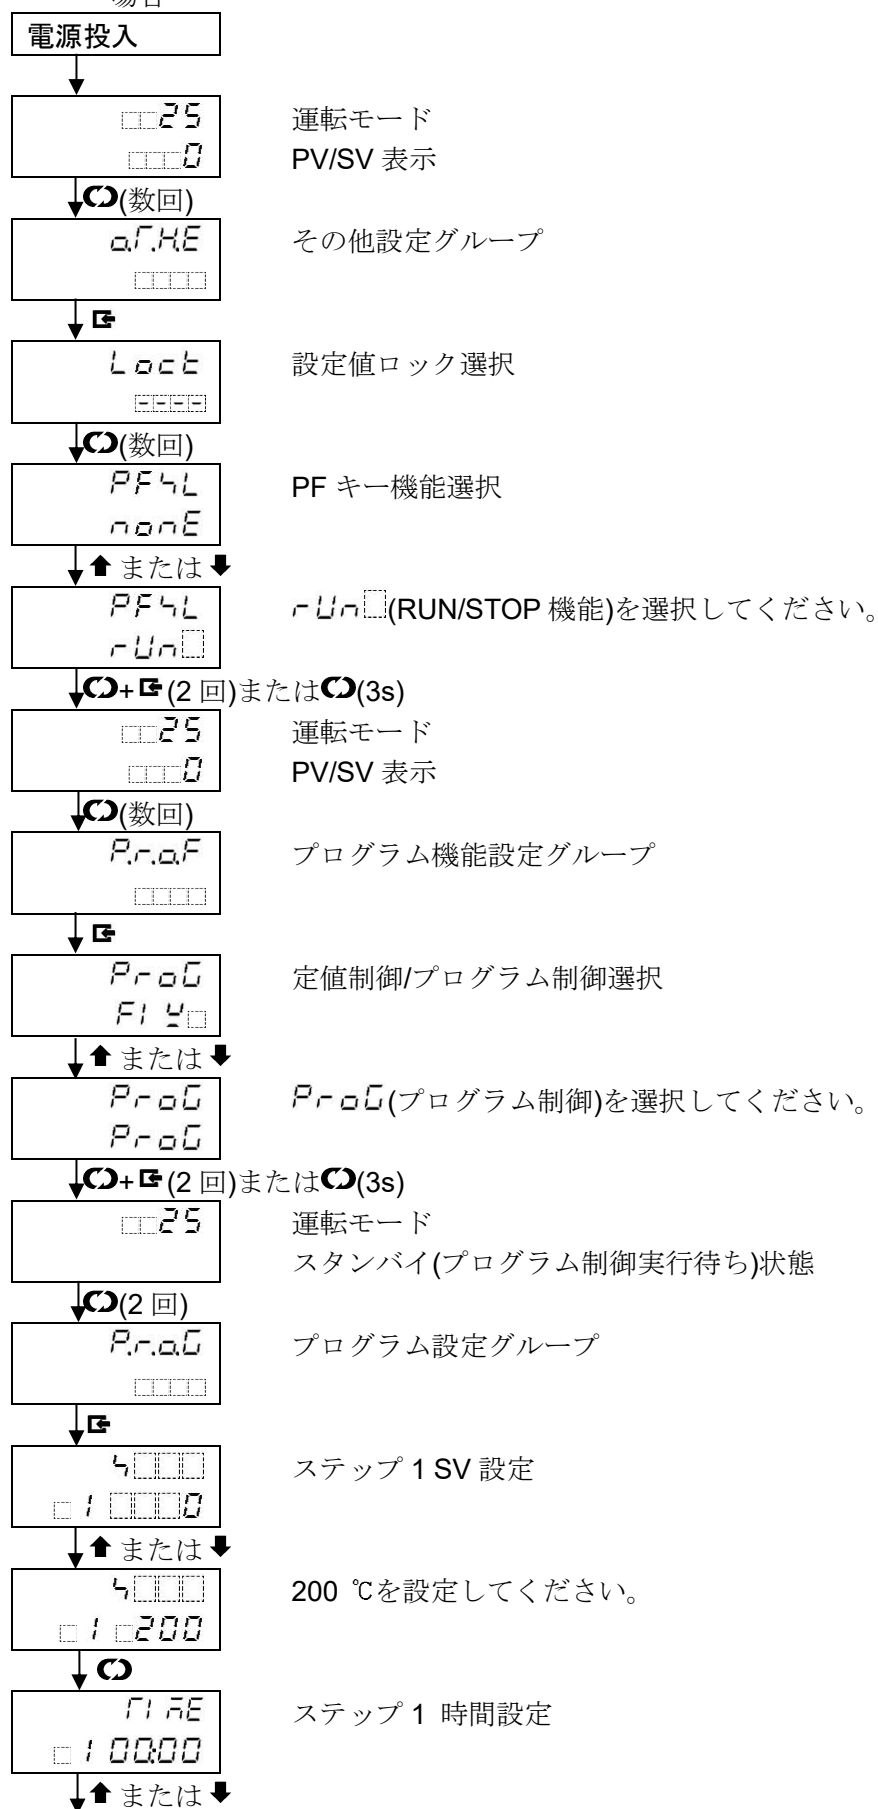 電源投入
25 運転モード
0 PV/SV 表示
(数回)
o.T.H.E その他設定グループ
Lock 設定値ロック選択
----
(数回)
PFSL PF キー機能選択
nonE
または
PFSL rUn(RUN/STOP 機能)を選択してください。
rUn
+ (2 回)または(3s)
25 運転モード
0 PV/SV 表示
(数回)
P.r.o.F プログラム機能設定グループ
ProG 定値制御/プログラム制御選択
FIX
または
ProG ProG(プログラム制御)を選択してください。
ProG
+ (2 回)または(3s)
25 運転モード
スタンバイ(プログラム制御実行待ち)状態
(2 回)
P.r.o.G プログラム設定グループ
S ステップ 1 SV 設定
1 0
または
S 200 ℃を設定してください。
1 200
TIME ステップ 1 時間設定
1 00:00
または